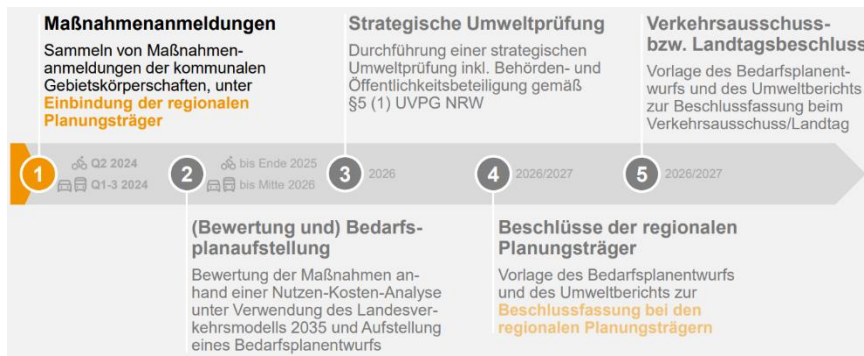 Maßnahmenanmeldungen
Sammeln von Maßnahmen-
anmeldungen der kommunalen
Gebietskörperschaften, unter
Einbindung der regionalen
Planungsträger
Strategische Umweltprüfung
Durchführung einer strategischen
Umweltprüfung inkl. Behörden- und
Öffentlichkeitsbeteiligung gemäß
§5 (1) UVPG NRW
Verkehrsausschuss-
bzw. Landtagsbeschluss
Vorlage des Bedarfsplanent-
wurfs und des Umweltberichts
zur Beschlussfassung beim
Verkehrsausschuss/Landtag
1
Q2 2024
Q1-3 2024
2
bis Ende 2025
bis Mitte 2026
3
2026
4
2026/2027
5
2026/2027
(Bewertung und) Bedarfs-
planaufstellung
Bewertung der Maßnahmen an-
hand einer Nutzen-Kosten-Analyse
unter Verwendung des Landesver-
kehrsmodells 2035 und Aufstellung
eines Bedarfsplanentwurfs
Beschlüsse der regionalen
Planungsträger
Vorlage des Bedarfsplanentwurfs
und des Umweltberichts zur
Beschlussfassung bei den
regionalen Planungsträgern